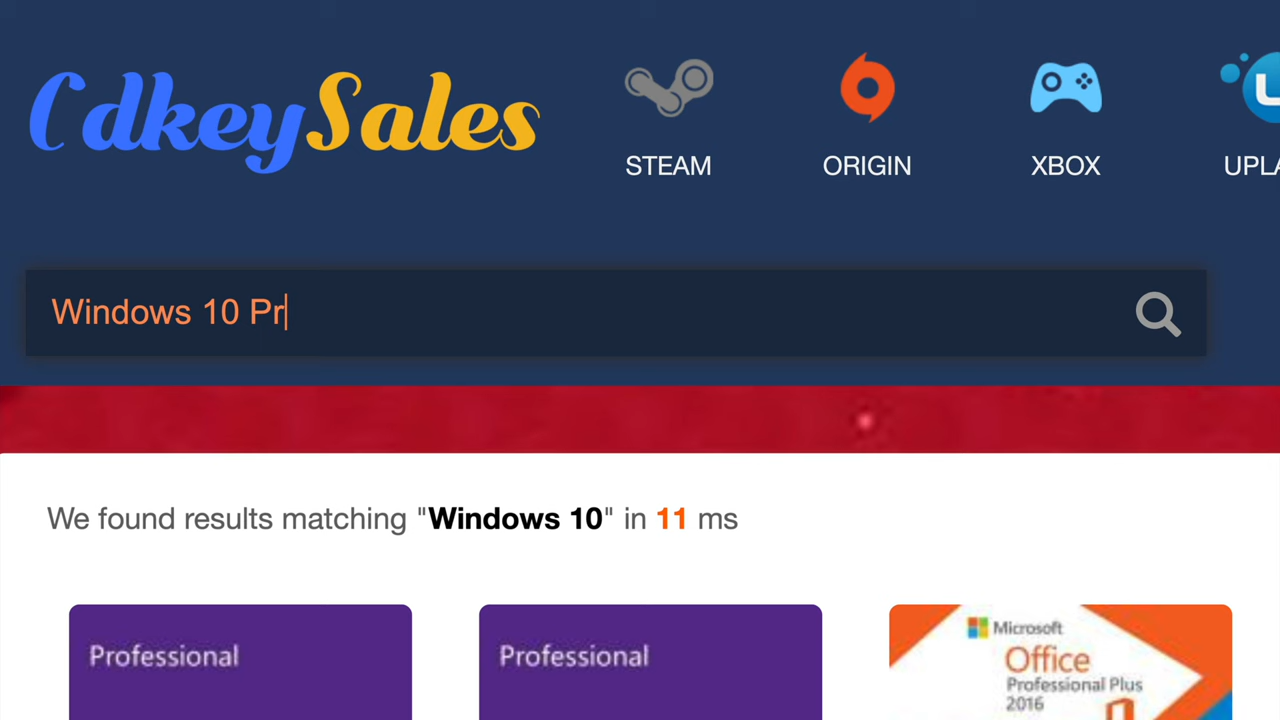 CdkeySales
STEAM
ORIGIN
XBOX
UPLA
Windows 10 Pr
We found results matching "Windows 10" in 11 ms
Professional
Professional
Microsoft
Office
Professional Plus
2016